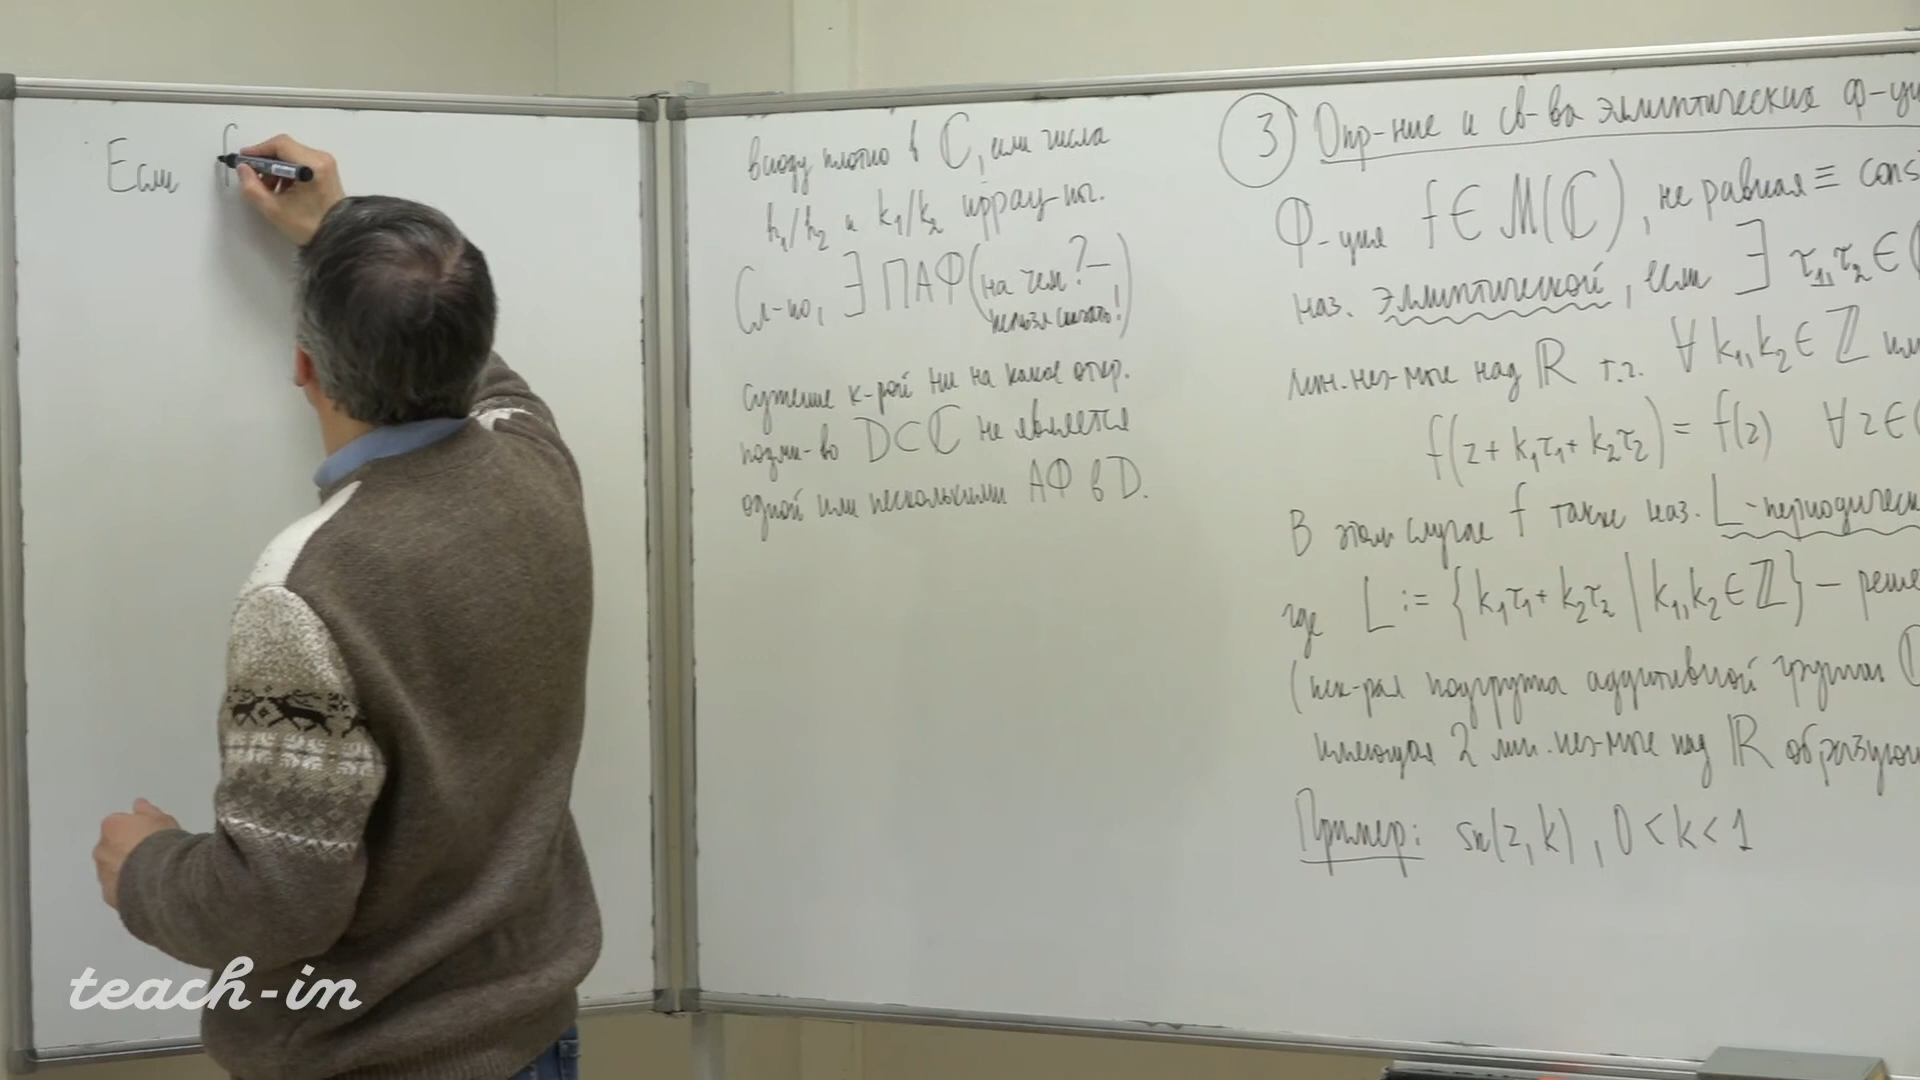 Если f
всюду плотно в ℂ, или числа
h₁/h₂ и k₁/k₂ иррац-ны.
Сл-но, ∃ ПАФ (на чем? – нельзя сказать!)
сужение к-рой ни на какое откр.
подмн-во D⊂ℂ не является
одной или несколькими АФ в D.
③ Опр-ние и св-ва эллиптических ф-ци
Ф-ция f∈M(ℂ), не равная ≡ cons
наз. эллиптической, если ∃ τ₁,τ₂∈
лин.нез-мые над ℝ т.ч. ∀ k₁,k₂∈ℤ им
f(z+k₁τ₁+k₂τ₂)=f(z) ∀z∈
В этом случае f также наз. L-периодическ
где L:={k₁τ₁+k₂τ₂|k₁,k₂∈ℤ} – реше
(нек-рая подгруппа аддитивной группы
имеющая 2 лин.нез-мые над ℝ образующ
Пример: sn(z,k), 0<k<1
teach-in